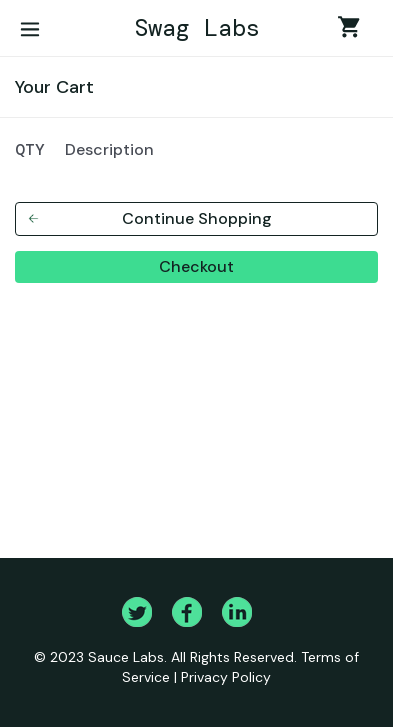 Swag Labs
Your Cart
QTY Description
Continue Shopping
Checkout
© 2023 Sauce Labs. All Rights Reserved. Terms of
Service | Privacy Policy